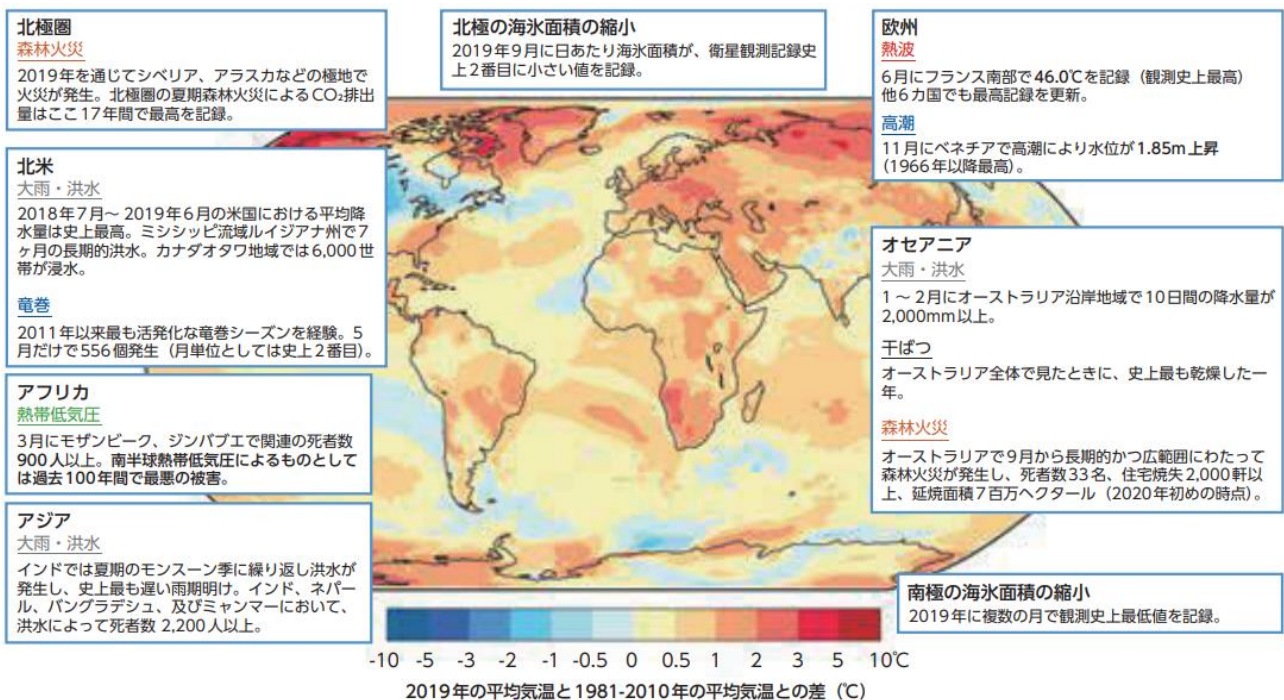 北極圏
森林火災
2019年を通じてシベリア、アラスカなどの極地で
火災が発生。北極圏の夏期森林火災によるCO₂排出
量はここ17年間で最高を記録。
北極の海氷面積の縮小
2019年9月に日あたり海氷面積が、衛星観測記録史
上2番目に小さい値を記録。
欧州
熱波
6月にフランス南部で46.0℃を記録（観測史上最高）
他6カ国でも最高記録を更新。
高潮
11月にベネチアで高潮により水位が1.85m上昇
（1966年以降最高）。
北米
大雨・洪水
2018年7月～2019年6月の米国における平均降
水量は史上最高。ミシシッピ流域ルイジアナ州で7
ヶ月の長期的洪水。カナダオタワ地域では6,000世
帯が浸水。
竜巻
2011年以来最も活発化な竜巻シーズンを経験。5
月だけで556個発生（月単位としては史上2番目）。
オセアニア
大雨・洪水
1～2月にオーストラリア沿岸地域で10日間の降水量が
2,000mm以上。
干ばつ
オーストラリア全体で見たときに、史上最も乾燥した一
年。
森林火災
オーストラリアで9月から長期的かつ広範囲にわたって
森林火災が発生し、死者数33名、住宅焼失2,000軒以
上、延焼面積7百万ヘクタール（2020年初めの時点）。
アフリカ
熱帯低気圧
3月にモザンビーク、ジンバブエで関連の死者数
900人以上。南半球熱帯低気圧によるものとして
は過去100年間で最悪の被害。
アジア
大雨・洪水
インドでは夏期のモンスーン季に繰り返し洪水が
発生し、史上最も遅い雨期明け。インド、ネパー
ル、バングラデシュ、及びミャンマーにおいて、
洪水によって死者数2,200人以上。
南極の海氷面積の縮小
2019年に複数の月で観測史上最低値を記録。
-10 -5 -3 -2 -1 -0.5 0 0.5 1 2 3 5 10℃
2019年の平均気温と1981-2010年の平均気温との差（℃）